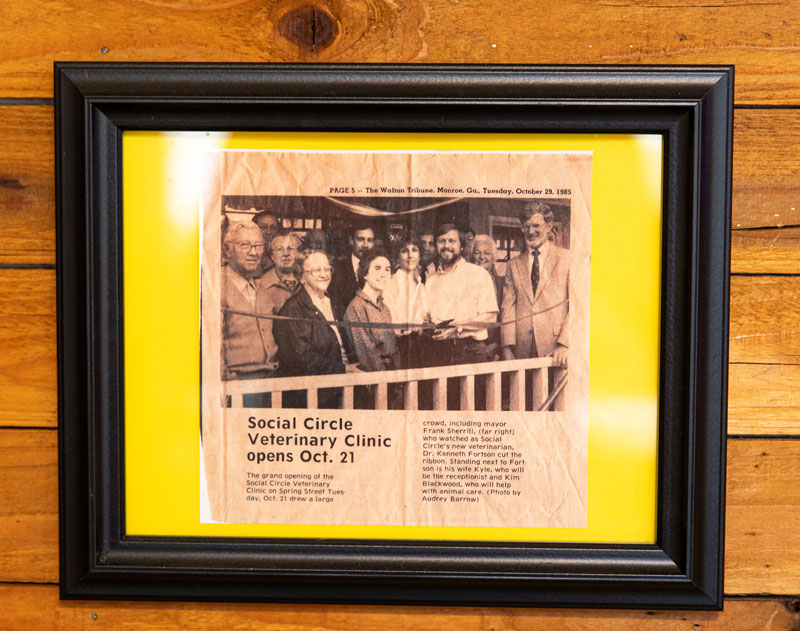 PAGE 5 — The Walton Tribune, Monroe, Ga., Tuesday, October 29, 1985
Social Circle
Veterinary Clinic
opens Oct. 21
The grand opening of the
Social Circle Veterinary
Clinic on Spring Street Tues-
day, Oct. 21 drew a large
crowd, including mayor
Frank Sherrill, (far right)
who watched as Social
Circle's new veterinarian,
Dr. Kenneth Fortson cut the
ribbon. Standing next to Fort-
son is his wife Kyle, who will
be the receptionist and Kim
Blackwood, who will help
with animal care. (Photo by
Audrey Barrow)